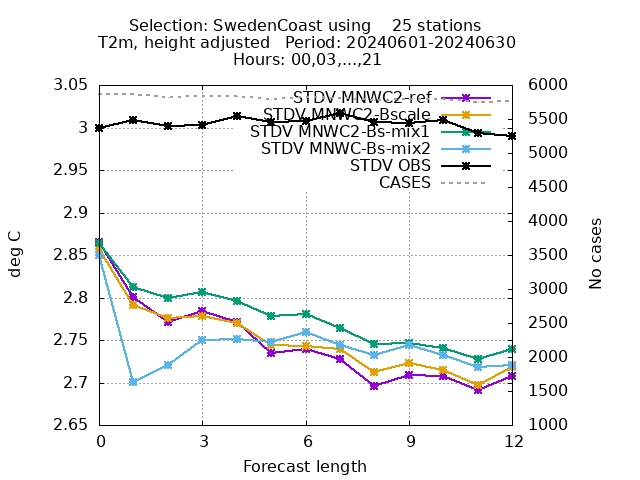 Selection: SwedenCoast using    25 stations
T2m, height adjusted   Period: 20240601-20240630
Hours: 00,03,...,21
3.05
3
2.95
2.9
2.85
2.8
2.75
2.7
2.65
6000
5500
5000
4500
4000
3500
3000
2500
2000
1500
1000
STDV MNWC2-ref
STDV MNWC2-Bscale
STDV MNWC2-Bs-mix1
STDV MNWC-Bs-mix2
STDV OBS
CASES
deg C
No cases
0 3 6 9 12
Forecast length